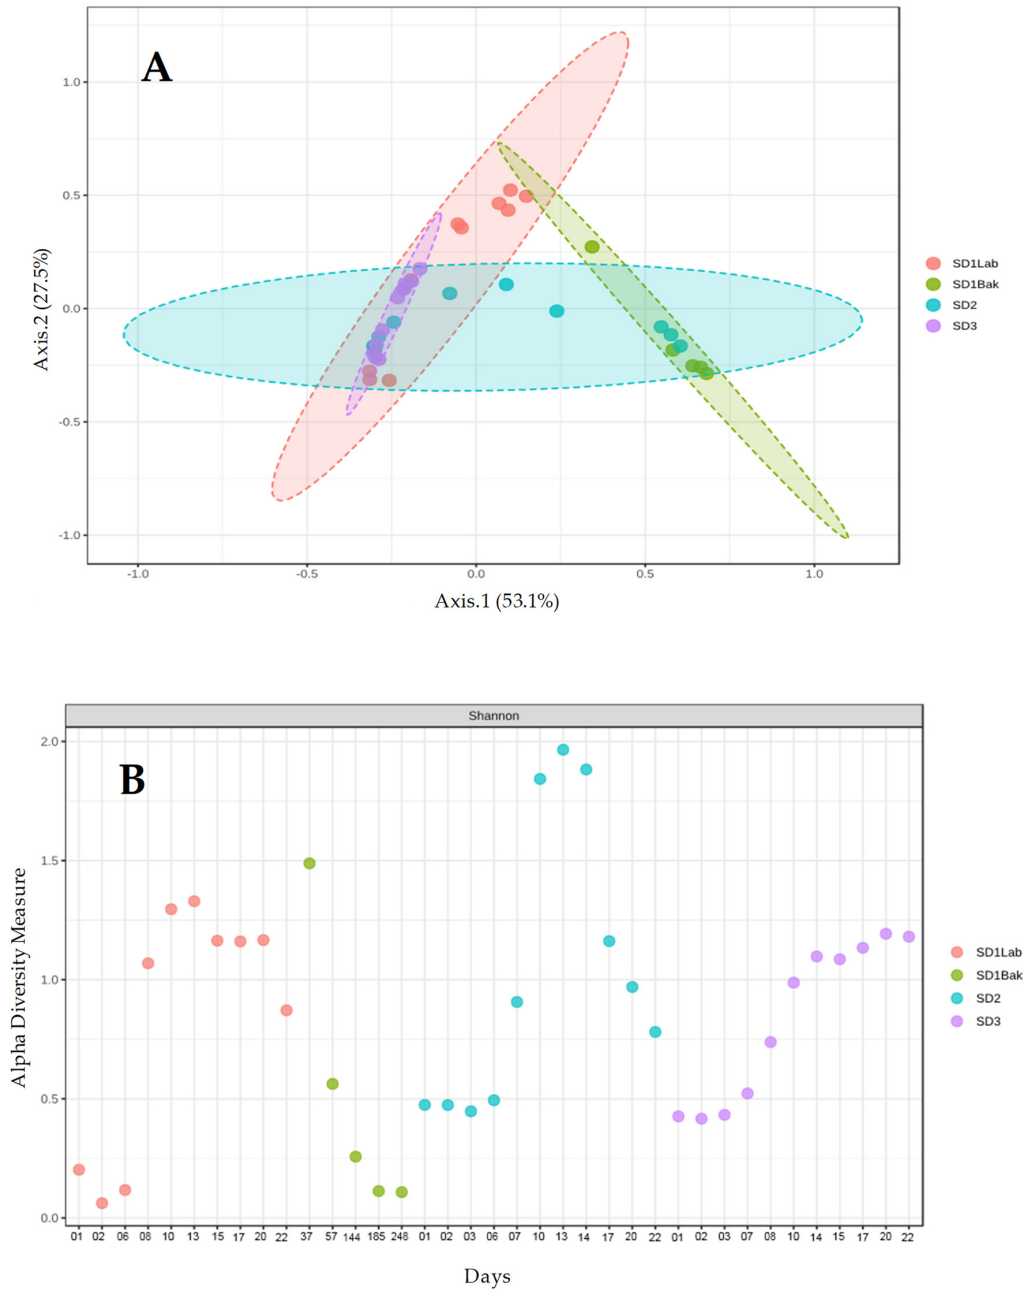 A
1.0
0.5
0.0
-0.5
-1.0
Axis.2 (27.5%)
-1.0 -0.5 0.0 0.5 1.0
Axis.1 (53.1%)
SD1Lab
SD1Bak
SD2
SD3
Shannon
B
2.0
1.5
1.0
0.5
0.0
Alpha Diversity Measure
01 02 06 08 10 13 15 17 20 22 37 57 144 185 248 01 02 03 06 07 10 13 14 17 20 22 01 02 03 07 08 10 14 15 17 20 22
Days
SD1Lab
SD1Bak
SD2
SD3